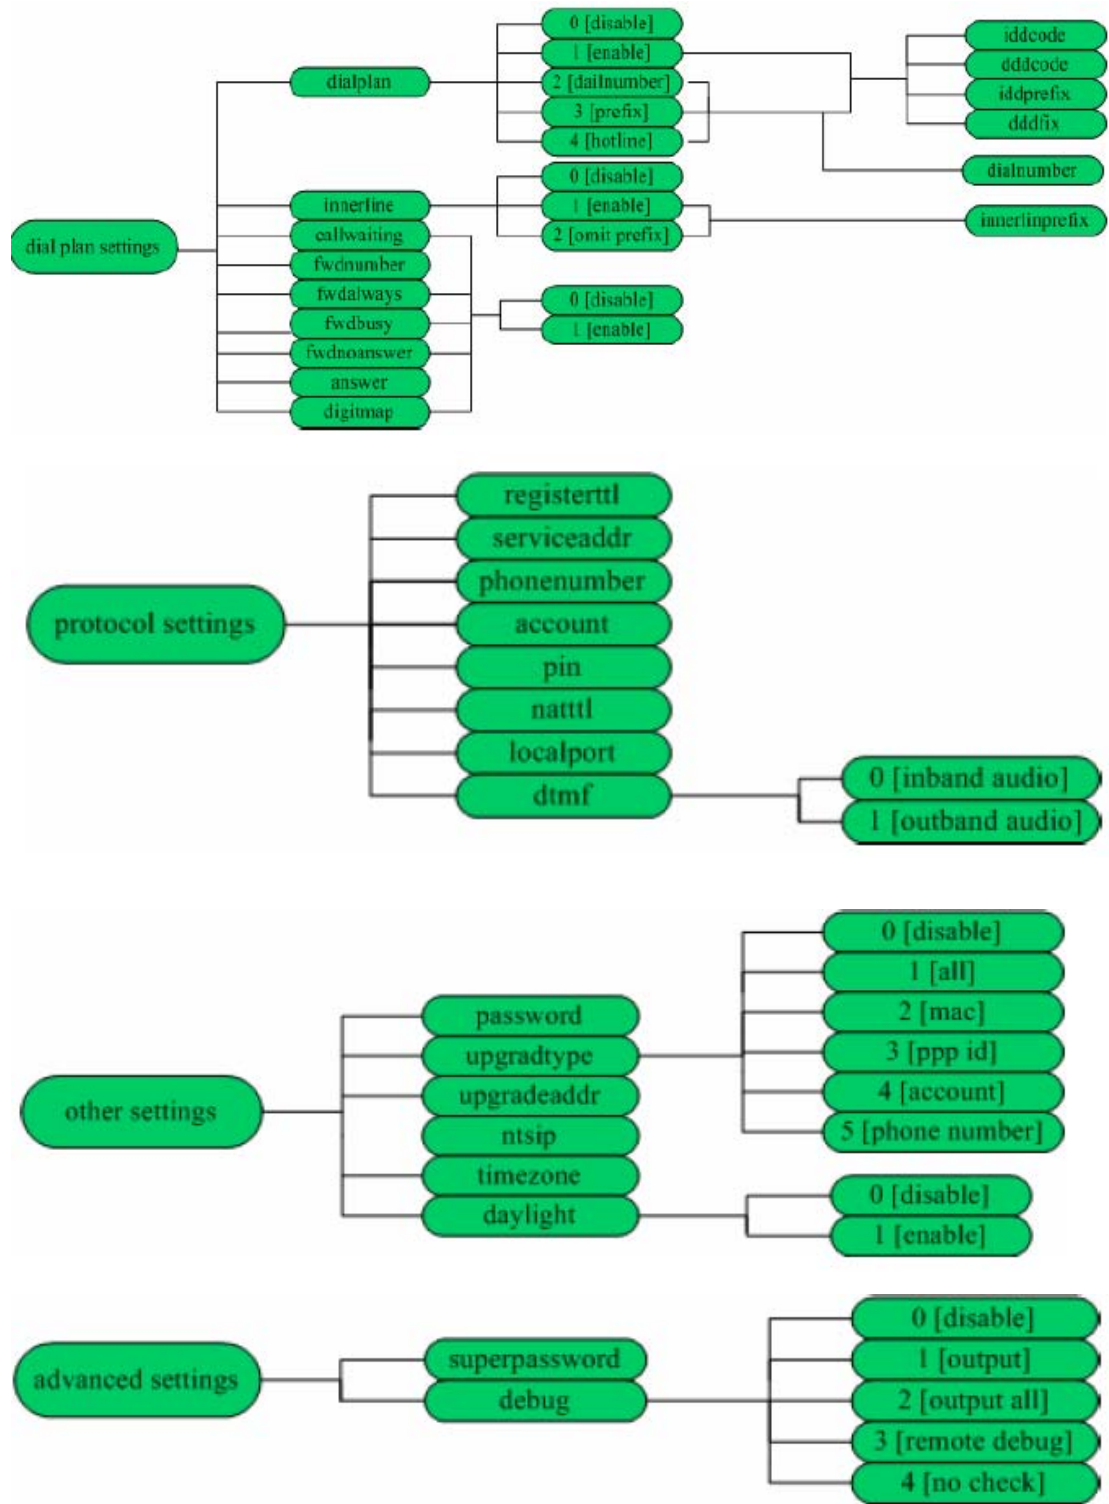 dial plan settings
dialplan
0 [disable]
1 [enable]
2 [dailnumber]
3 [prefix]
4 [hotline]
iddcode
dddcode
iddprefix
dddfix
dialnumber
innerline
0 [disable]
1 [enable]
2 [omit prefix]
innerlinprefix
callwaiting
fwdnumber
fwdalways
fwdbusy
fwdnoanswer
answer
digitmap
0 [disable]
1 [enable]
protocol settings
registerttl
serviceaddr
phonenumber
account
pin
natttl
localport
dtmf
0 [inband audio]
1 [outband audio]
other settings
password
upgradtype
upgradeaddr
ntsip
timezone
daylight
0 [disable]
1 [all]
2 [mac]
3 [ppp id]
4 [account]
5 [phone number]
0 [disable]
1 [enable]
advanced settings
superpassword
debug
0 [disable]
1 [output]
2 [output all]
3 [remote debug]
4 [no check]